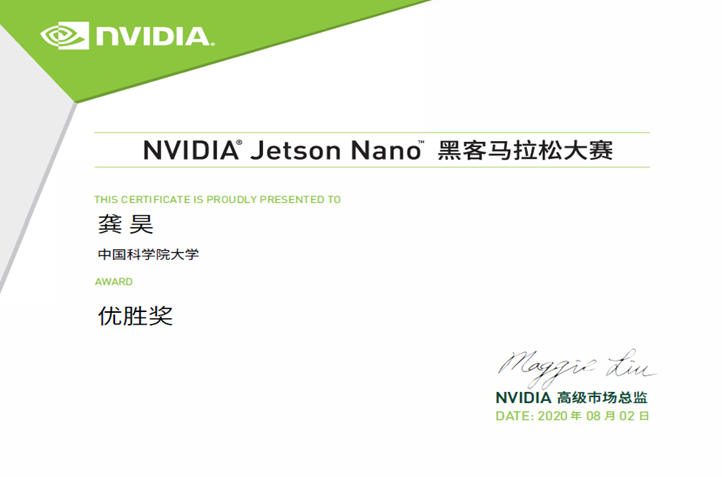 NVIDIA.
NVIDIA® Jetson Nano™ 黑客马拉松大赛
THIS CERTIFICATE IS PROUDLY PRESENTED TO
龚 昊
中国科学院大学
AWARD
优胜奖
Maggie Liu
NVIDIA 高级市场总监
DATE: 2020 年 08 月 02 日